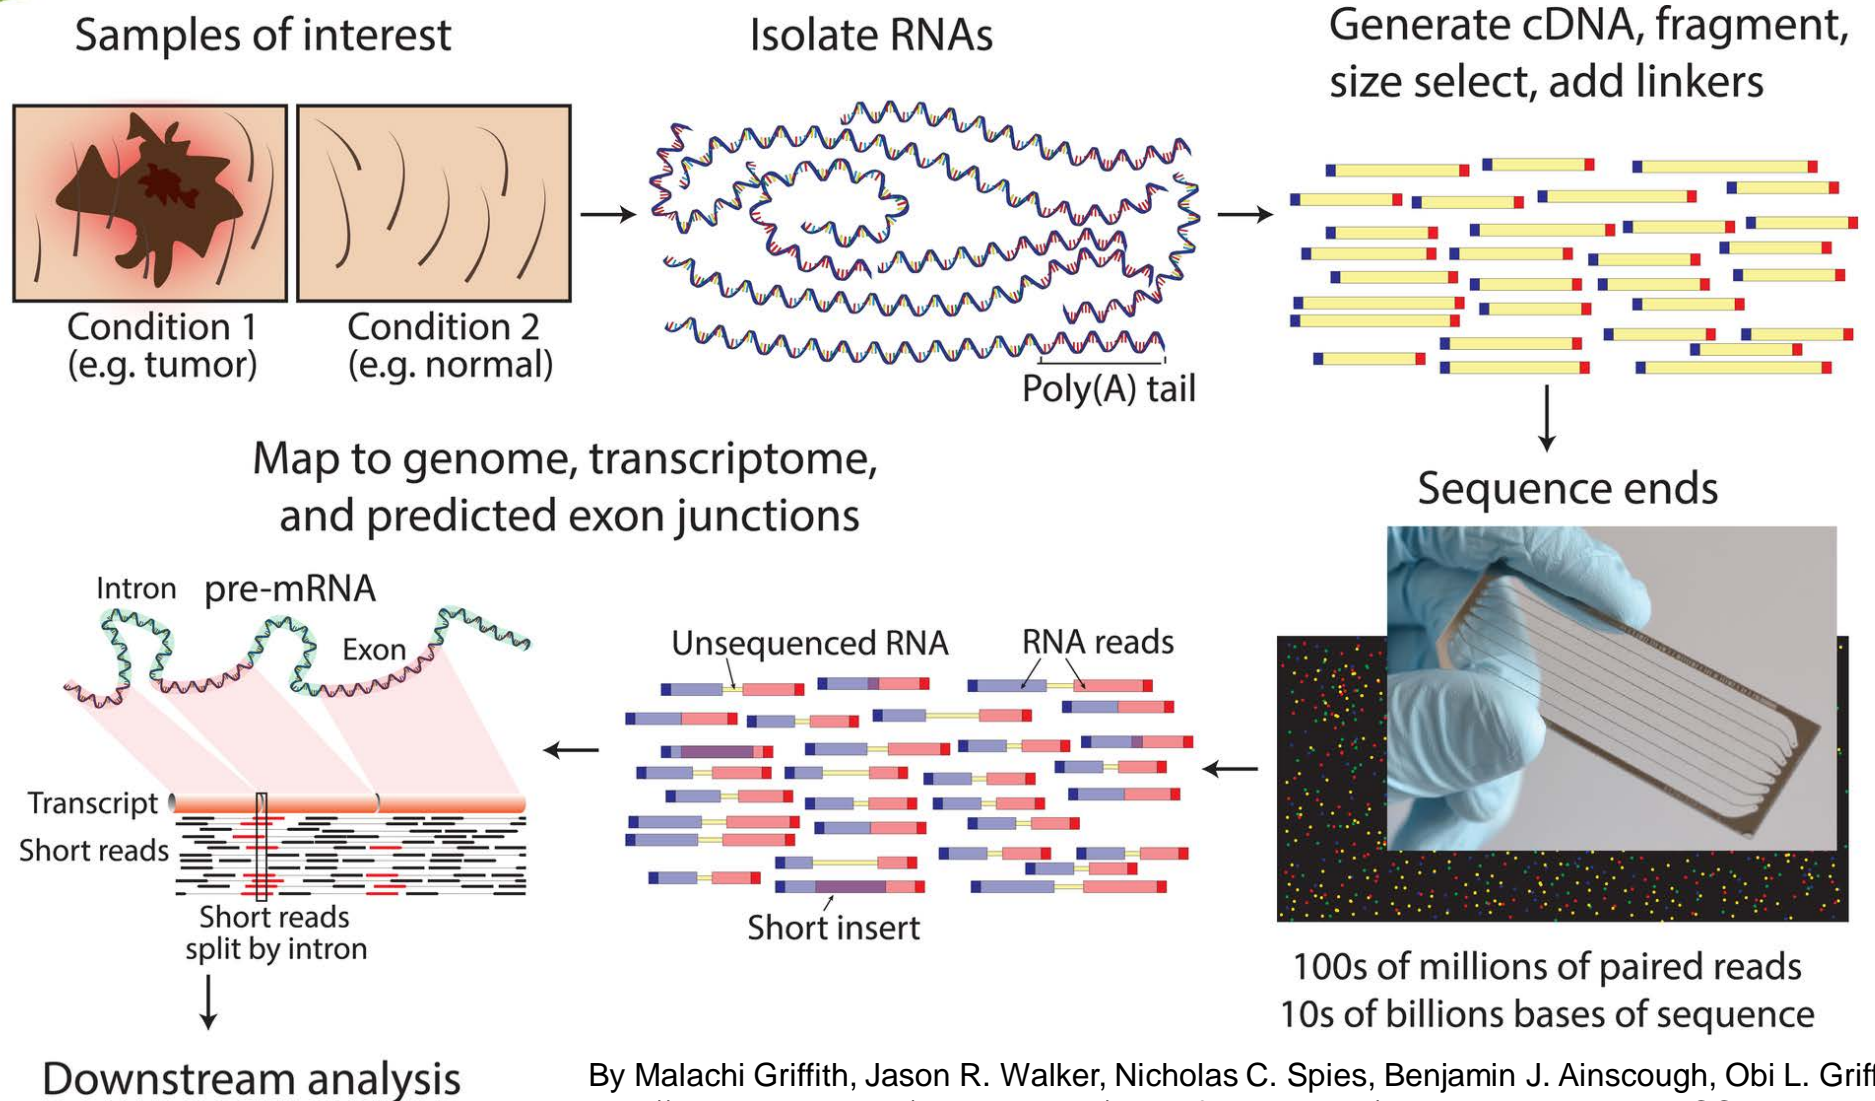 Samples of interest
Isolate RNAs
Generate cDNA, fragment,
size select, add linkers
Condition 1
(e.g. tumor)
Condition 2
(e.g. normal)
Poly(A) tail
Sequence ends
100s of millions of paired reads
10s of billions bases of sequence
Unsequenced RNA
RNA reads
Short insert
Map to genome, transcriptome,
and predicted exon junctions
Intron
pre-mRNA
Exon
Transcript
Short reads
Short reads
split by intron
Downstream analysis
By Malachi Griffith, Jason R. Walker, Nicholas C. Spies, Benjamin J. Ainscough, Obi L. Griff